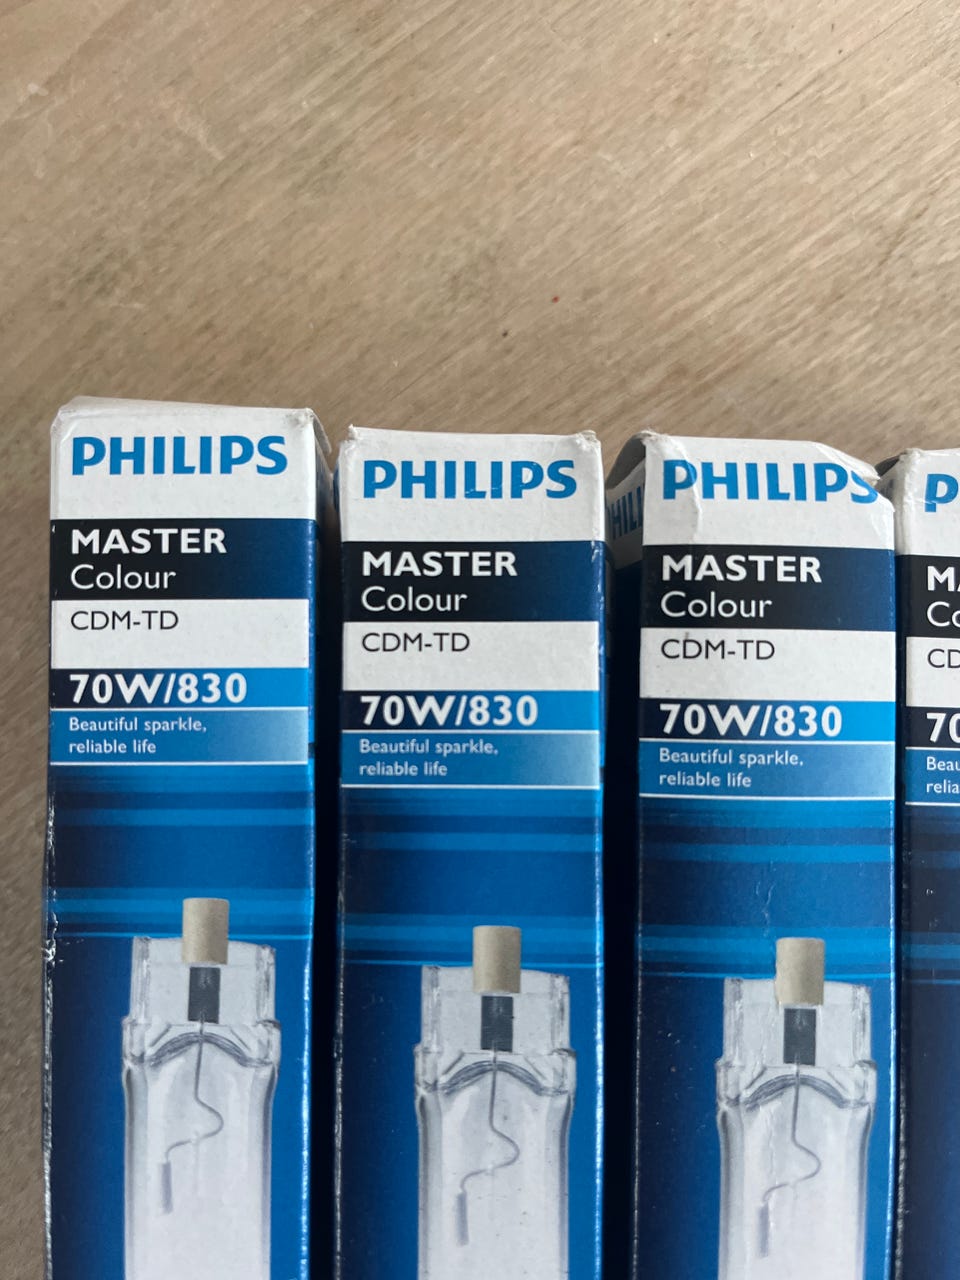 PHILIPS
MASTER
Colour
CDM-TD
70W/830
Beautiful sparkle,
reliable life
PHILIPS
MASTER
Colour
CDM-TD
70W/830
Beautiful sparkle,
reliable life
PHILIPS
MASTER
Colour
CDM-TD
70W/830
Beautiful sparkle,
reliable life